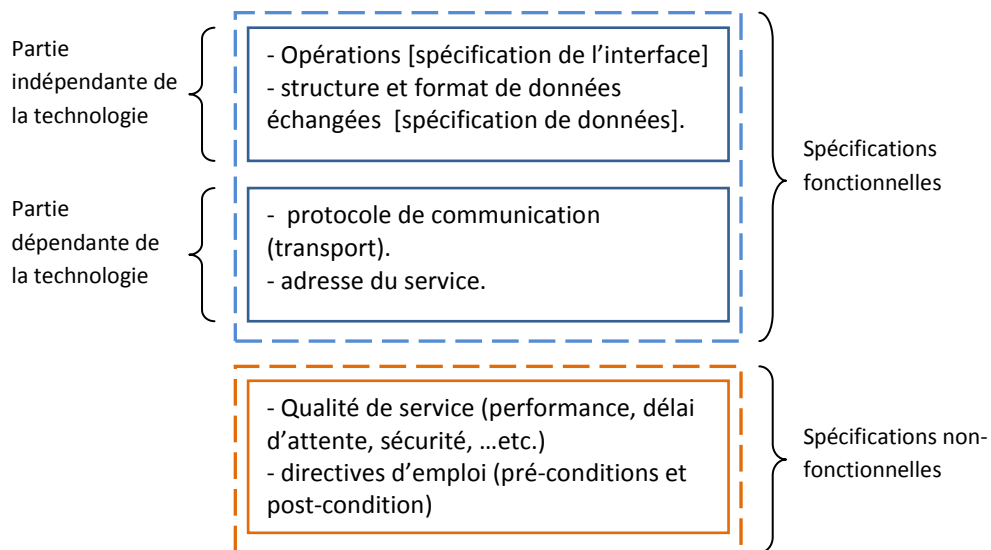 Partie
indépendante de
la technologie
- Opérations [spécification de l’interface]
- structure et format de données
échangées  [spécification de données].
Spécifications
fonctionnelles
Partie
dépendante de
la technologie
-  protocole de communication
(transport).
- adresse du service.
- Qualité de service (performance, délai
d’attente, sécurité, …etc.)
- directives d’emploi (pré-conditions et
post-condition)
Spécifications non-
fonctionnelles